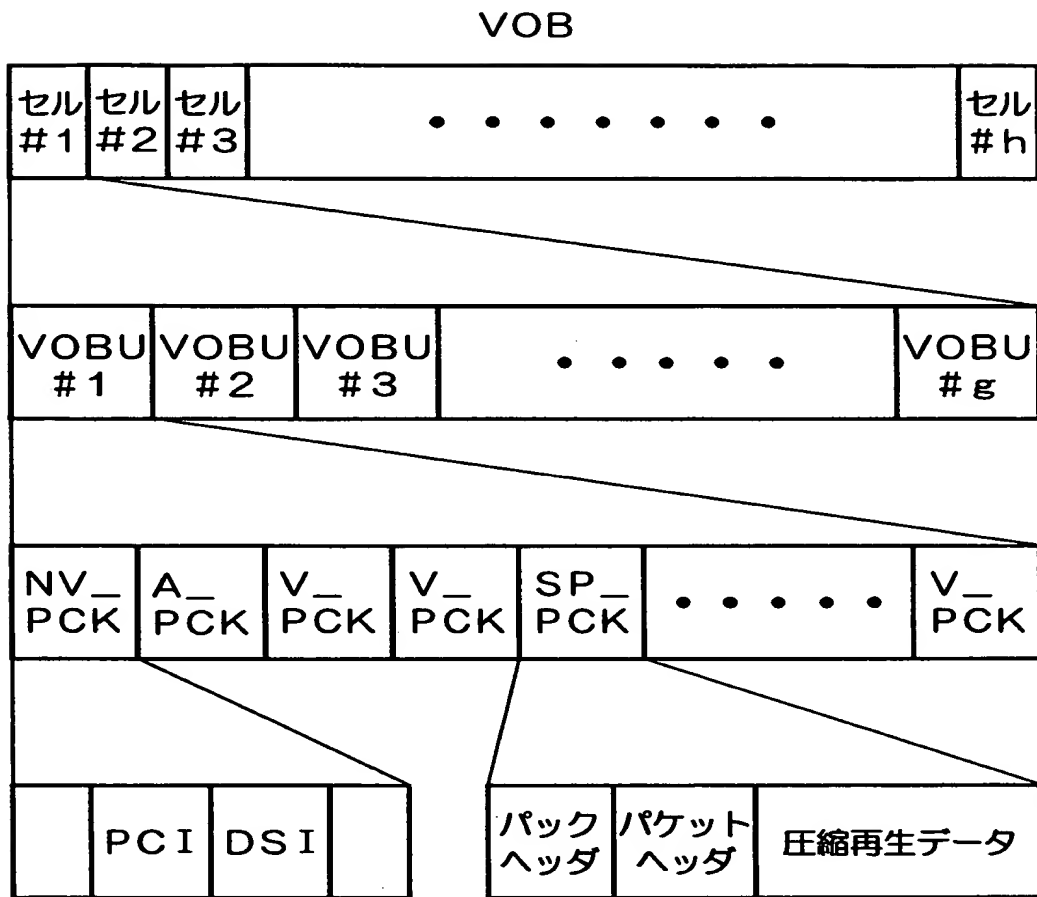 VOB
セル
#1
セル
#2
セル
#3
• • • • • • •
セル
#h
VOBU
#1
VOBU
#2
VOBU
#3
• • • • •
VOBU
#g
NV_
PCK
A_
PCK
V_
PCK
V_
PCK
SP_
PCK
• • • • •
V_
PCK
PCI
DSI
パック
ヘッダ
パケット
ヘッダ
圧縮再生データ